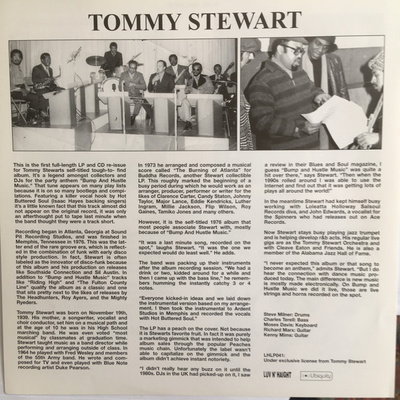 TOMMY STEWART
This is the first full-length LP and CD re-issue
for Tommy Stewarts self-titled tough-to- find
album. It's a legend amongst collectors and
DJs for the party anthem "Bump And Hustle
Music." That tune appears on many play lists
because it is on so many bootlegs and compi-
lations. Featuring a killer vocal hook by Hot
Buttered Soul (Isaac Hayes backing singers)
it's a little known fact that this track almost did
not appear on the original record, it was only
an afterthought put to tape last minute when
the band thought they were a track short.
Recording began in Atlanta, Georgia at Sound
Pit Recording Studios, and was finished in
Memphis, Tennessee in 1976. This was the lat-
ter end of the rare groove era, which is reflect-
ed in the combination of funk with early disco
style production. In fact, Stewart is often
labeled as the innovator of disco-funk because
of this album and his production on releases
like Southside Connection and SF Austin. In
addition to "Bump and Hustle Music" tracks
like "Riding High" and "The Fulton County
Line" qualify the album as a classic and one
that sits pretty next to the likes of releases by
The Headhunters, Roy Ayers, and the Mighty
Ryeders.
Tommy Stewart was born on November 19th,
1939. His mother, a songwriter, vocalist and
choir conductor, set him on a musical path and
at the age of 10 he was in his High School
marching band. He was even voted "most
musical" by classmates at graduation time.
Stewart taught music as a band director while
performing and arranging outside of class. In
1964 he played with Fred Wesley and members
of the 55th Army band. He wrote and com-
posed for TV and even played with Blue Note
recording artist Duke Pearson.
In 1973 he arranged and composed a musical
score called "The Burning of Atlanta" for
Buddha Records, another Stewart collectible
LP. This roughly marked the beginning of a
many period during which he would work as an
arranger, producer, performer or writer for the
likes of Clarence Carter, Candy Staton, Johnny
Taylor, Major Lance, Eddie Kendricks, Luther
Ingram, Millie Jackson, Flip Wilson, Roy
Gaines, Tamiko Jones and many others.
However, it is the self-titled 1976 album that
most people associate Stewart with, mostly
because of "Bump And Hustle Music."
"It was a last minute song, recorded on the
spot," laughs Stewart. "It was the one we
expected would do least well." He adds.
The band was packing up their instruments
after the album recording session. "We had a
drink or two, kidded around for a while and
then I came up with the bass line," he remem-
bers humming the instantly catchy 3 or 4
notes.
"Everyone kicked-in ideas and we laid down
the instrumental version based on my arrange-
ment. I then took the instrumental to Ardent
Studios in Memphis and recorded the vocals
with Hot Buttered Soul."
The LP has a peach on the cover. Not because
is a Stewarts favorite fruit. In fact it was purely
a marketing gimmick that was intended to help
album sales through the popular Peaches
music chain. Unfortunately the label wasn't
able to capitalize on the gimmick and the
album didn't achieve instant notoriety.
"I didn't really hear any buzz on it until the
1980s, DJs in the UK had picked-up on it, I saw
a review in their Blues and Soul magazine, I
guess "Bump and Hustle Music" was quite a
hit over there," says Stewart. "Then when the
1990s rolled around I was able to use the
Internet and find out that it was getting lots of
plays all around the world!"
In the meantime Stewart had kept himself busy
working with Loleatta Holloway Salsoul
Records diva, and John Edwards, a vocalist for
the Spinners who had releases out on Ace
Records.
Now Stewart stays busy playing jazz trumpet
and is helping develop r&b acts. His regular live
gigs are as the Tommy Stewart Orchestra and
with Cleave Eaton and Friends. He is also a
member of the Alabama Jazz Hall of Fame.
"I never expected this album or that song to
become an anthem," admits Stewart. "But I do
hear the connection with dance music pro-
duced today. The main difference is new music
is mostly made electronically. On Bump and
Hustle Music we did it live, those are live
strings and horns recorded on the spot.
Steve Mitner: Drums
Charles Terell: Bass
Moses Davis: Keyboard
Richard Marx: Guitar
Kenny Mims: Guitar
LHLP041:
Under exclusive license from Tommy Stewart
LUV N' HAIGHT
Ubiquity